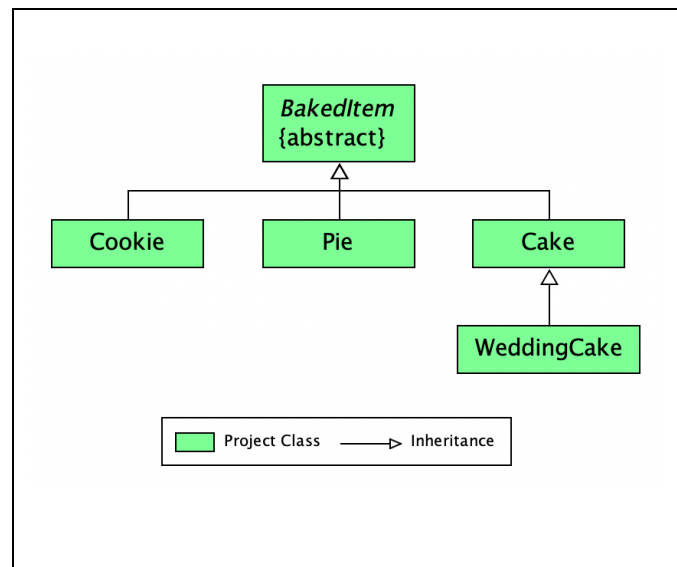 BakedItem
{abstract}
Cookie
Pie
Cake
WeddingCake
Project Class
Inheritance